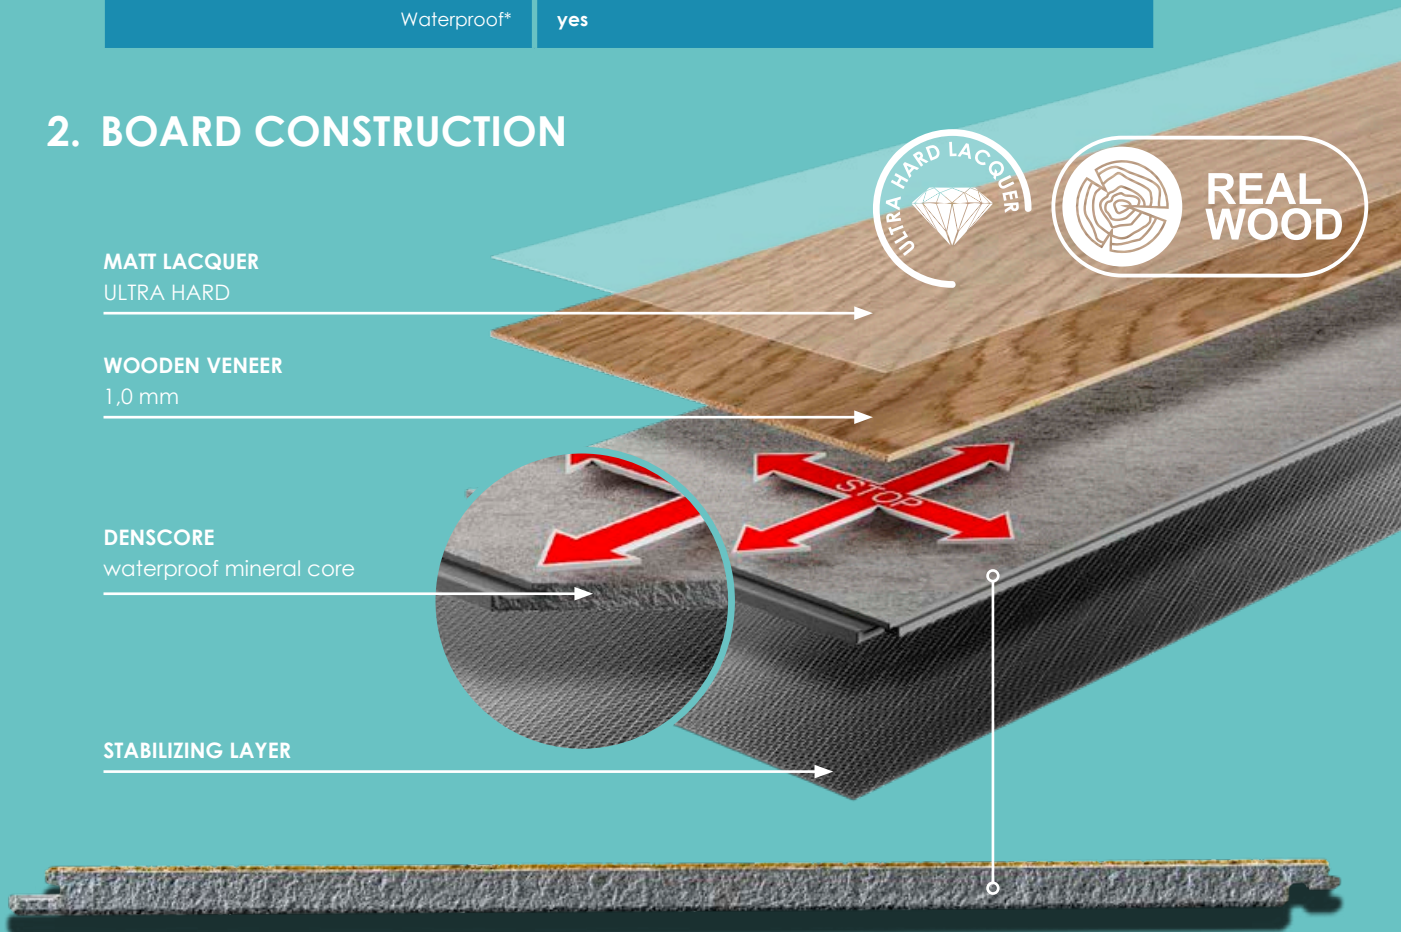 Waterproof* yes
2. BOARD CONSTRUCTION
ULTRA HARD LACQUER
REAL
WOOD
MATT LACQUER
ULTRA HARD
WOODEN VENEER
1,0 mm
STOP
DENSCORE
waterproof mineral core
STABILIZING LAYER